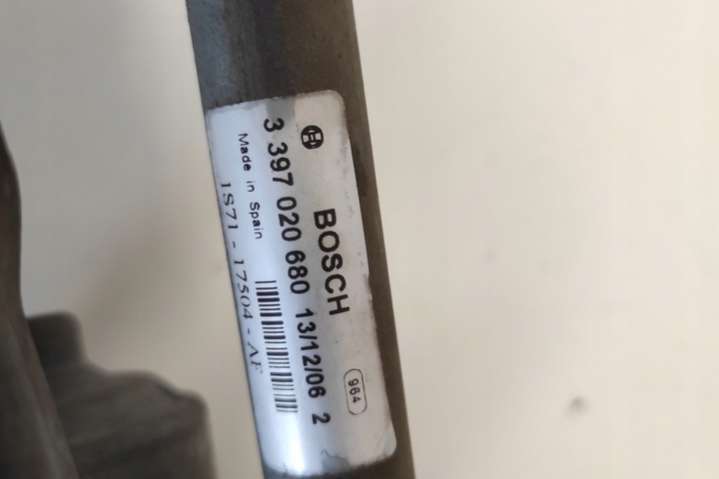 BOSCH
3 397 020 680 13/12/06 2
964
Made in Spain
1S71 - 17504 - AF